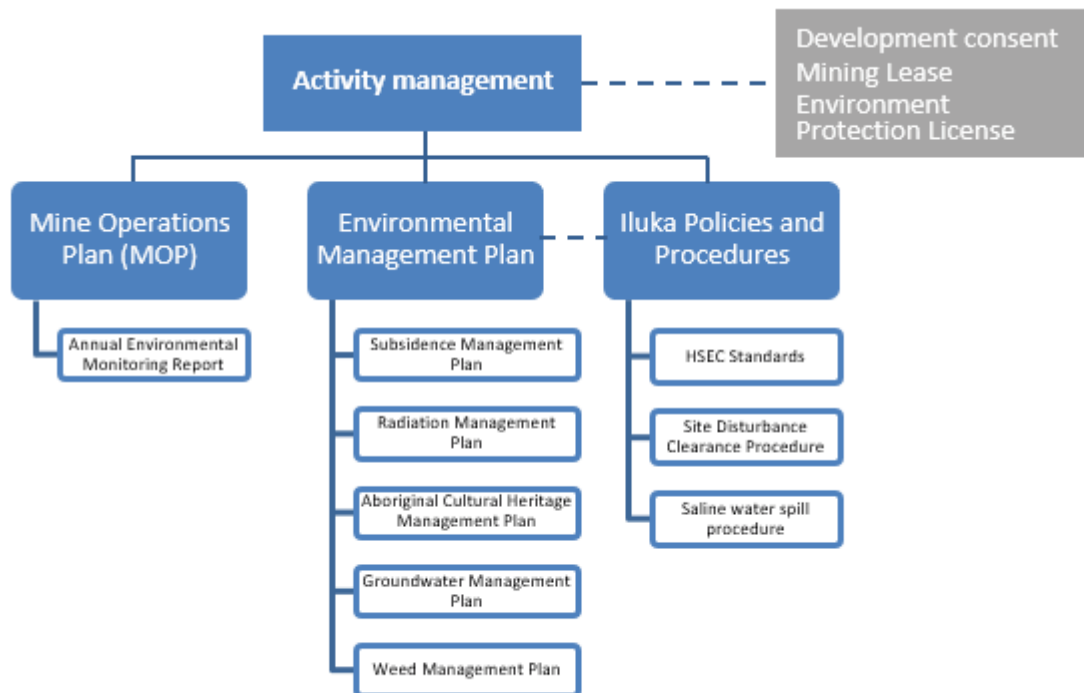 Activity management
Development consent
Mining Lease
Environment
Protection License
Mine Operations
Plan (MOP)
Environmental
Management Plan
Iluka Policies and
Procedures
Annual Environmental
Monitoring Report
Subsidence Management
Plan
Radiation Management
Plan
Aboriginal Cultural Heritage
Management Plan
Groundwater Management
Plan
Weed Management Plan
HSEC Standards
Site Disturbance
Clearance Procedure
Saline water spill
procedure